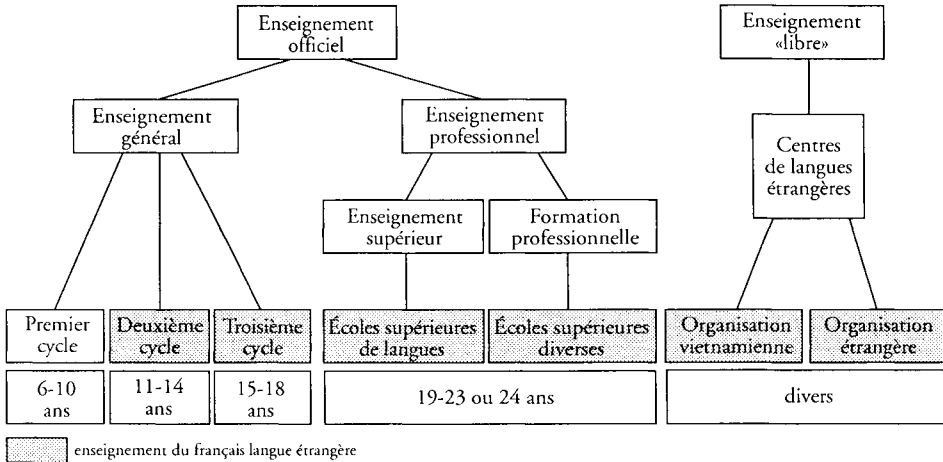 Enseignement
officiel
Enseignement
«libre»
Enseignement
général
Enseignement
professionnel
Centres
de langues
étrangères
Enseignement
supérieur
Formation
professionnelle
Premier
cycle
Deuxième
cycle
Troisième
cycle
Écoles supérieures
de langues
Écoles supérieures
diverses
Organisation
vietnamienne
Organisation
étrangère
6-10
ans
11-14
ans
15-18
ans
19-23 ou 24 ans
divers
enseignement du français langue étrangère